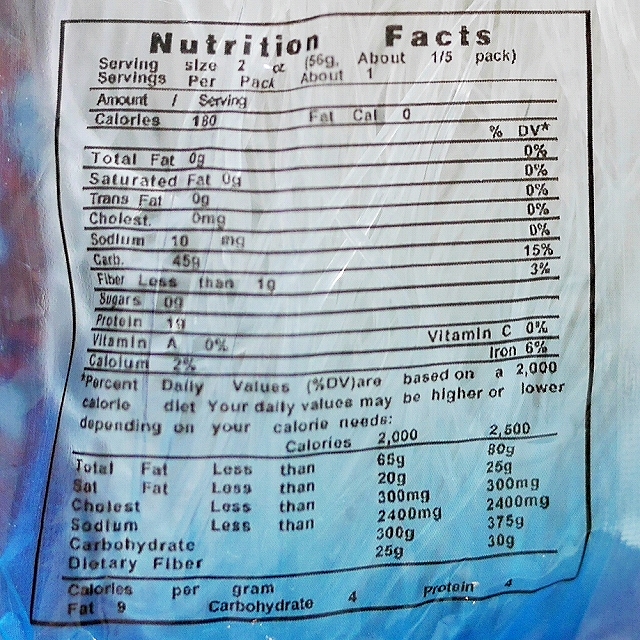 Nutrition Facts
Serving size 2 oz (56g, About 1/5 pack)
Servings Per Pack About 1
Amount / Serving
Calories 180 Fat Cal 0
% DV*
Total Fat 0g 0%
Saturated Fat 0g 0%
Trans Fat 0g 0%
Cholest. 0mg 0%
Sodium 10 mg 0%
Carb. 45g 15%
Fiber Less than 1g 3%
Sugars 0g
Protein 1g
Vitamin A 0% Vitamin C 0%
Calcium 2% Iron 6%
*Percent Daily Values (%DV)are based on a 2,000
calorie diet Your daily values may be higher or lower
depending on your calorie needs:
Calories 2,000 2,500
Total Fat Less than 65g 80g
Sat Fat Less than 20g 25g
Cholest Less than 300mg 300mg
Sodium Less than 2400mg 2400mg
Carbohydrate 300g 375g
Dietary Fiber 25g 30g
Calories per gram
Fat 9 Carbohydrate 4 protein 4